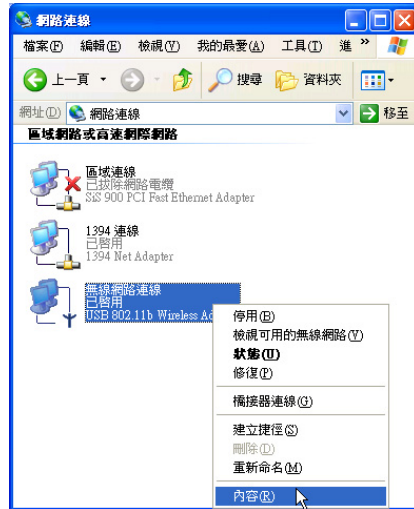 網路連線
檔案(F) 編輯(E) 檢視(V) 我的最愛(A) 工具(T) 進 »
上一頁 搜尋 資料夾
網址(D) 網路連線 移至
區域網路或高速網際網路
區域連線
已拔除網路電纜
SiS 900 PCI Fast Ethernet Adapter
1394 連線
已啓用
1394 Net Adapter
無線網路連線
已啓用
USB 802.11b Wireless Ad
停用(B)
檢視可用的無線網路(V)
狀態(U)
修復(P)
橋接器連線(G)
建立捷徑(S)
刪除(D)
重新命名(M)
內容(R)